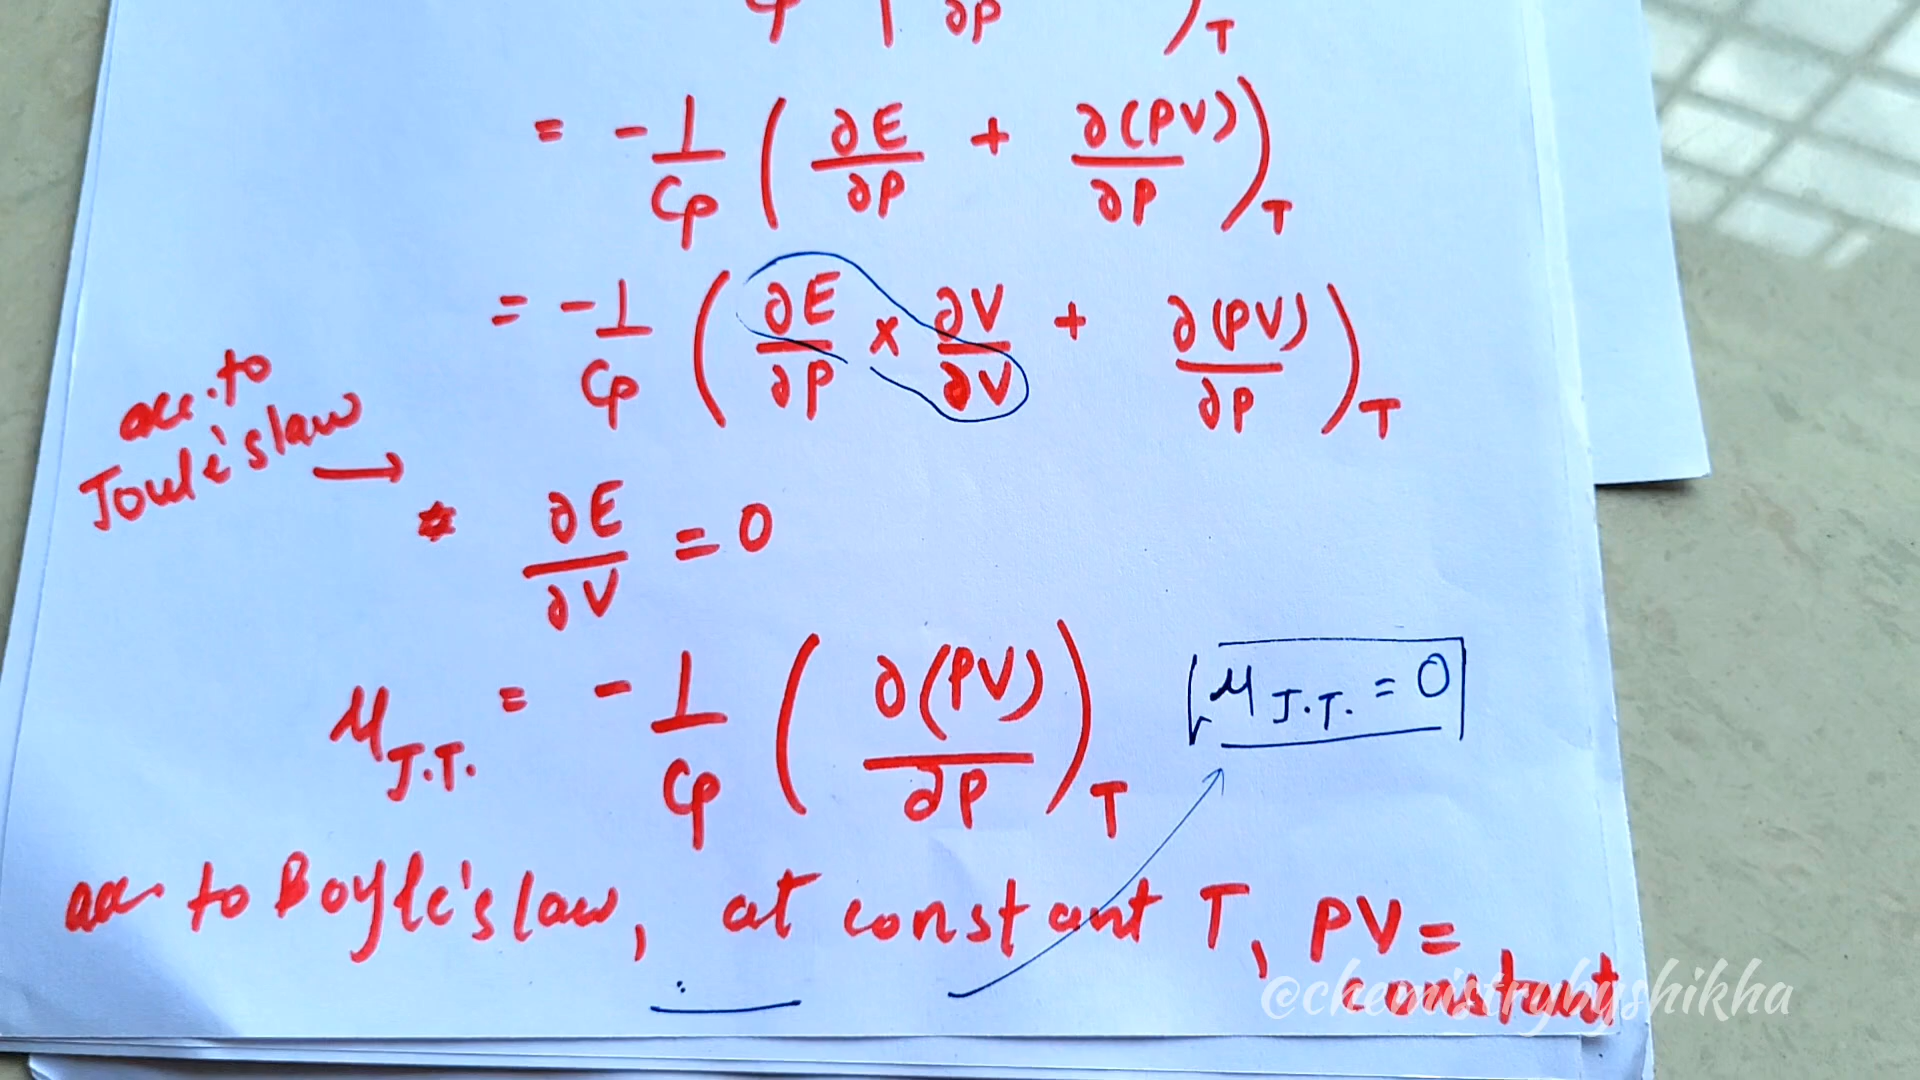 Cp ∂P )T
= -1/Cp ( ∂E/∂P + ∂(PV)/∂P )T
= -1/Cp ( ∂E/∂P × ∂V/∂V + ∂(PV)/∂P )T
acc. to
Joule's law →
* ∂E/∂V = 0
μJ.T. = -1/Cp ( ∂(PV)/∂P )T
μJ.T. = 0
acc to Boyle's law, at constant T, PV =
constant
@chemistrybyshikha